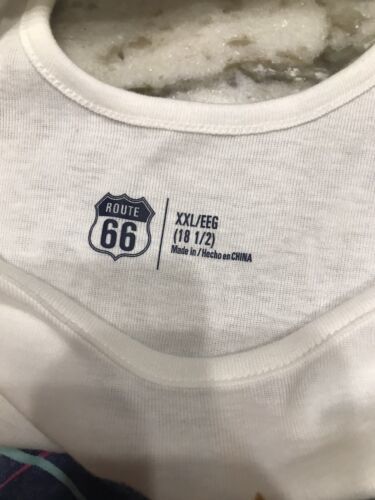 ROUTE
66
XXL/EEG
(18 1/2)
Made in/Hecho en CHINA